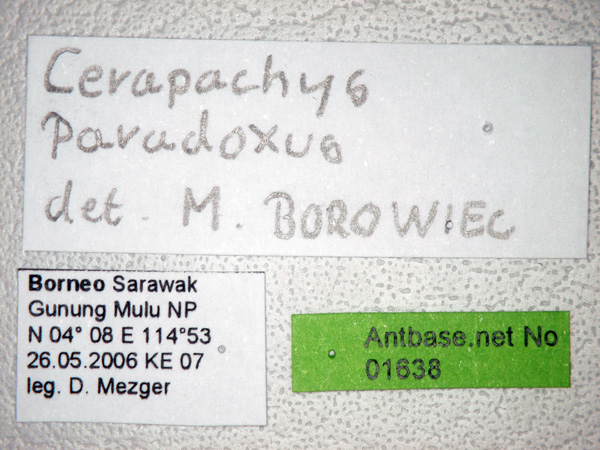 Cerapachys
Paradoxus
det. M. BOROWIEC
Borneo Sarawak
Gunung Mulu NP
N 04° 08 E 114°53
26.05.2006 KE 07
leg. D. Mezger
Antbase.net No
01638